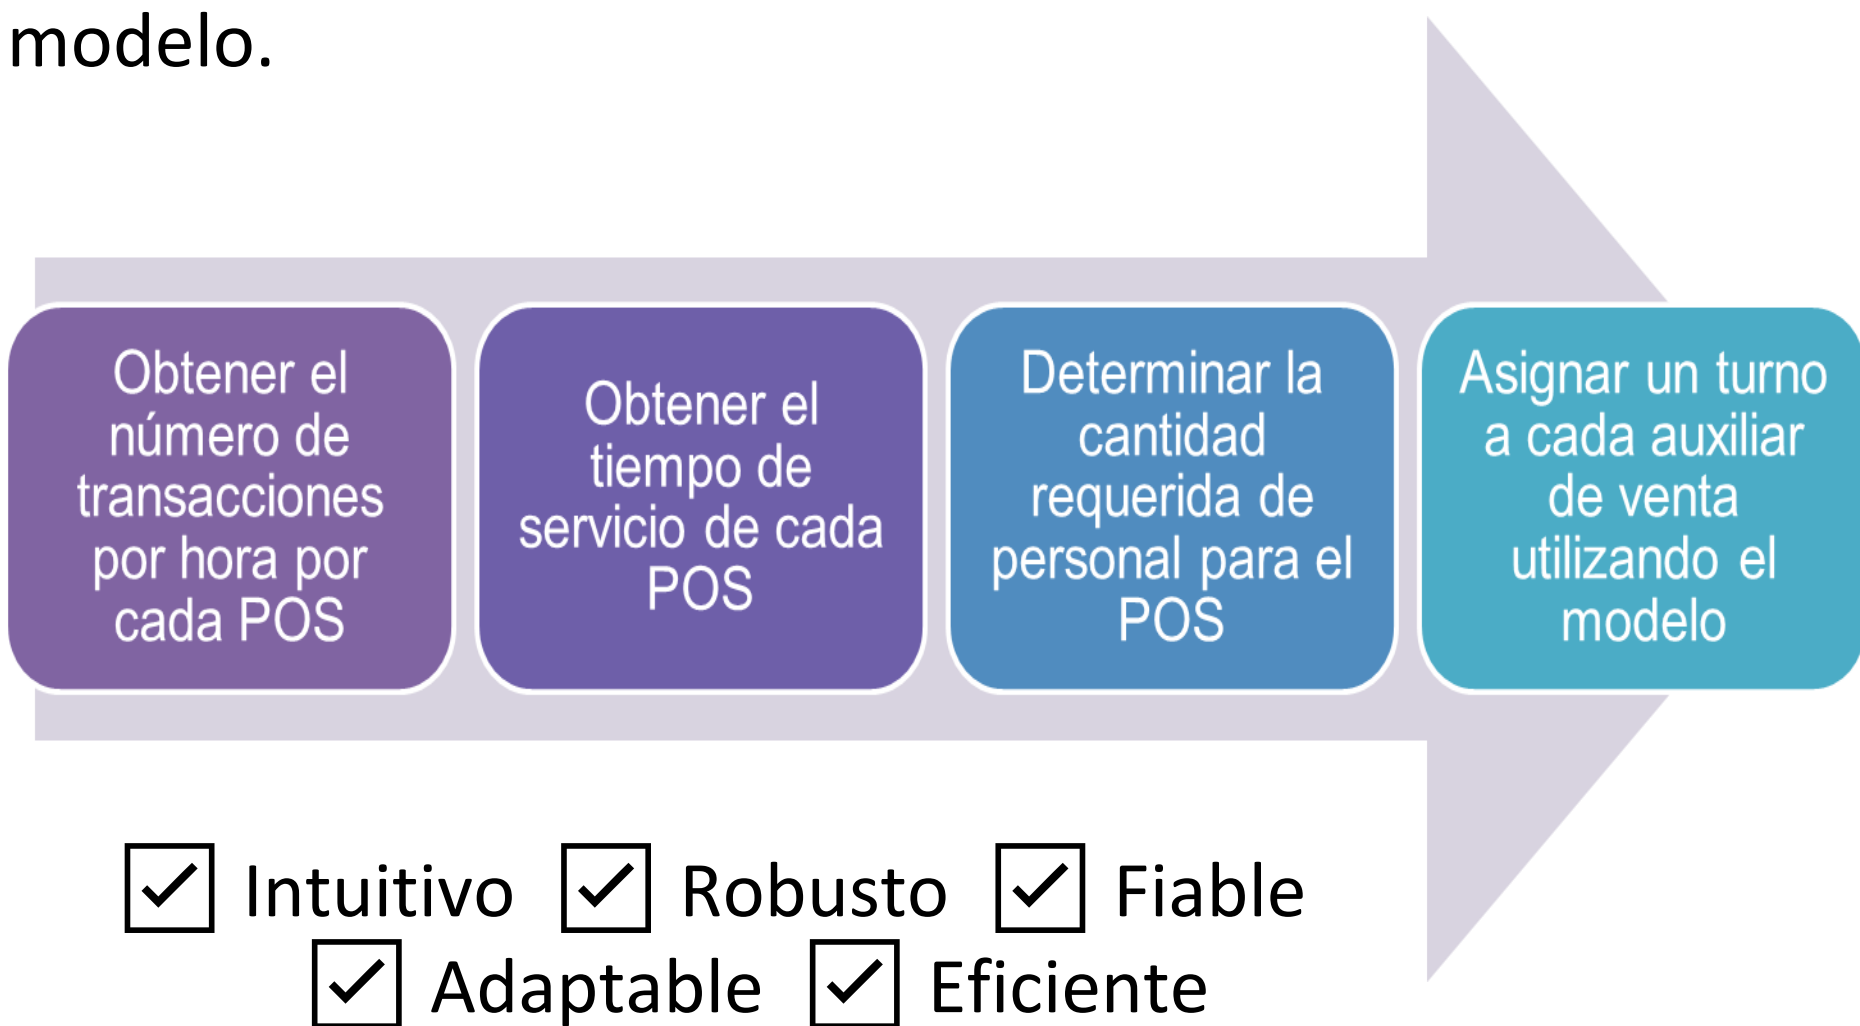 modelo.
Obtener el
número de
transacciones
por hora por
cada POS
Obtener el
tiempo de
servicio de cada
POS
Determinar la
cantidad
requerida de
personal para el
POS
Asignar un turno
a cada auxiliar
de venta
utilizando el
modelo
Intuitivo Robusto Fiable
Adaptable Eficiente